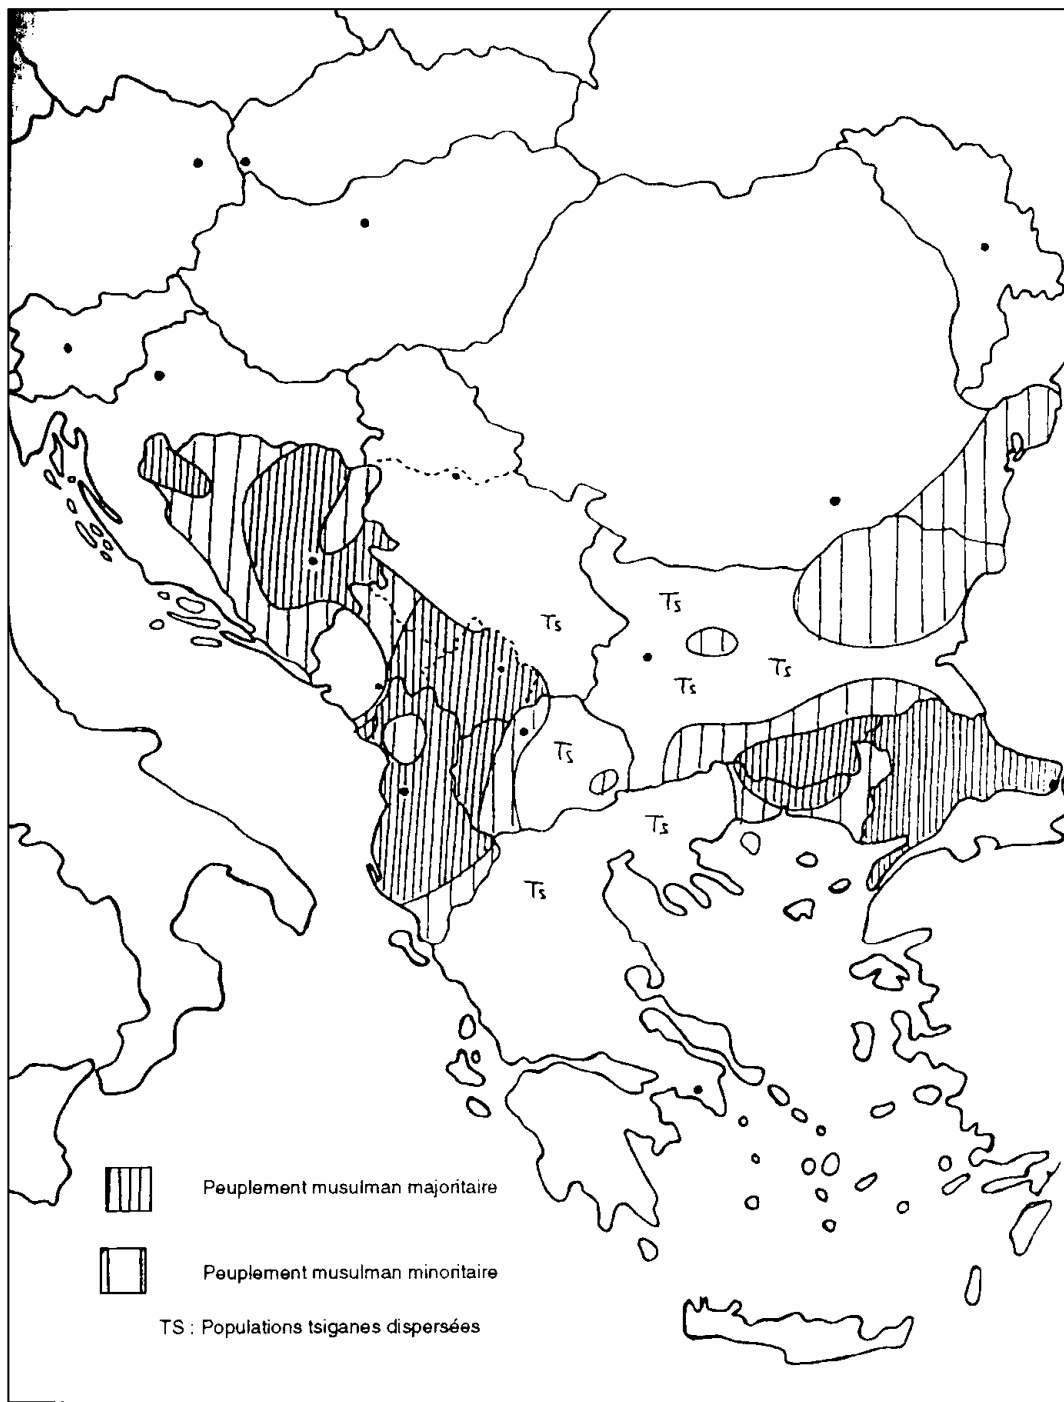 Ts
Ts
Ts
Ts
Ts
Ts
Ts
Peuplement musulman majoritaire
Peuplement musulman minoritaire
TS : Populations tsiganes dispersées